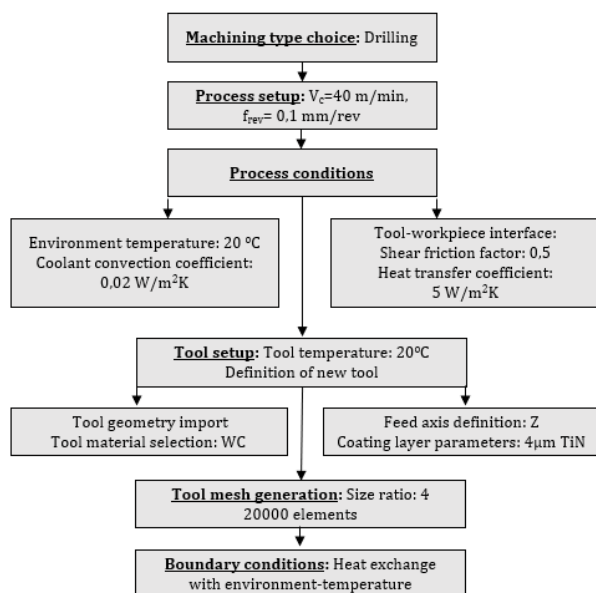 Machining type choice: Drilling
Process setup: Vc=40 m/min,
frev= 0,1 mm/rev
Process conditions
Environment temperature: 20 ºC
Coolant convection coefficient:
0,02 W/m²K
Tool-workpiece interface:
Shear friction factor: 0,5
Heat transfer coefficient:
5 W/m²K
Tool setup: Tool temperature: 20ºC
Definition of new tool
Tool geometry import
Tool material selection: WC
Feed axis definition: Z
Coating layer parameters: 4μm TiN
Tool mesh generation: Size ratio: 4
20000 elements
Boundary conditions: Heat exchange
with environment-temperature